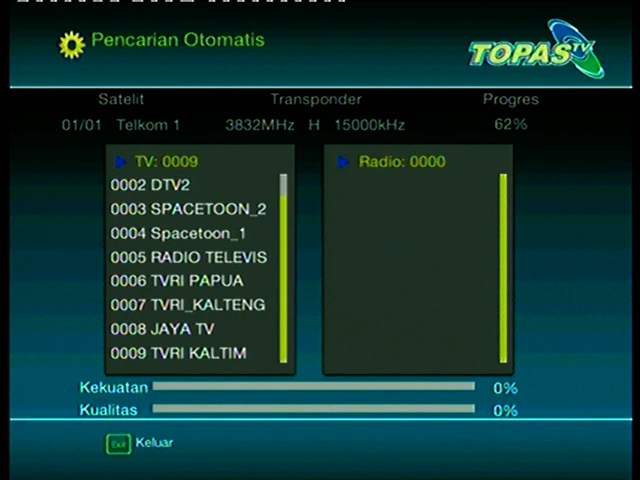 Pencarian Otomatis
TOPAS TV
Satelit Transponder Progres
01/01 Telkom 1 3832MHz H 15000kHz 62%
TV: 0009
0002 DTV2
0003 SPACETOON_2
0004 Spacetoon_1
0005 RADIO TELEVIS
0006 TVRI PAPUA
0007 TVRI_KALTENG
0008 JAYA TV
0009 TVRI KALTIM
Radio: 0000
Kekuatan 0%
Kualitas 0%
Exit Keluar